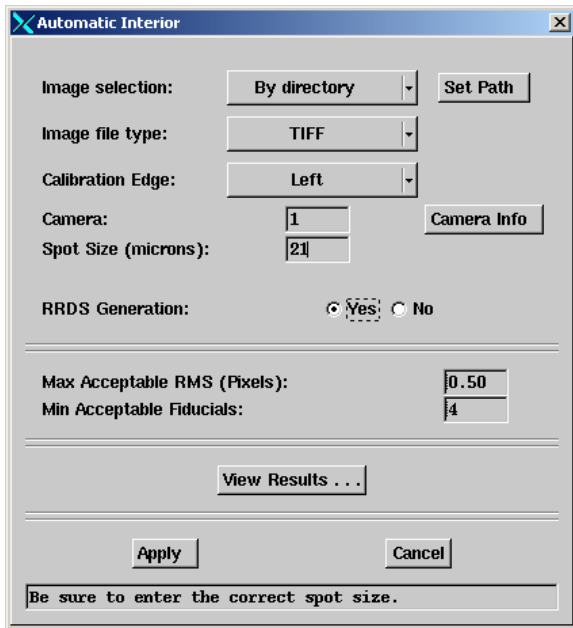 Automatic Interior
Image selection: By directory Set Path
Image file type: TIFF
Calibration Edge: Left
Camera: 1 Camera Info
Spot Size (microns): 21
RRDS Generation: Yes No
Max Acceptable RMS (Pixels): 0.50
Min Acceptable Fiducials: 4
View Results . . .
Apply Cancel
Be sure to enter the correct spot size.